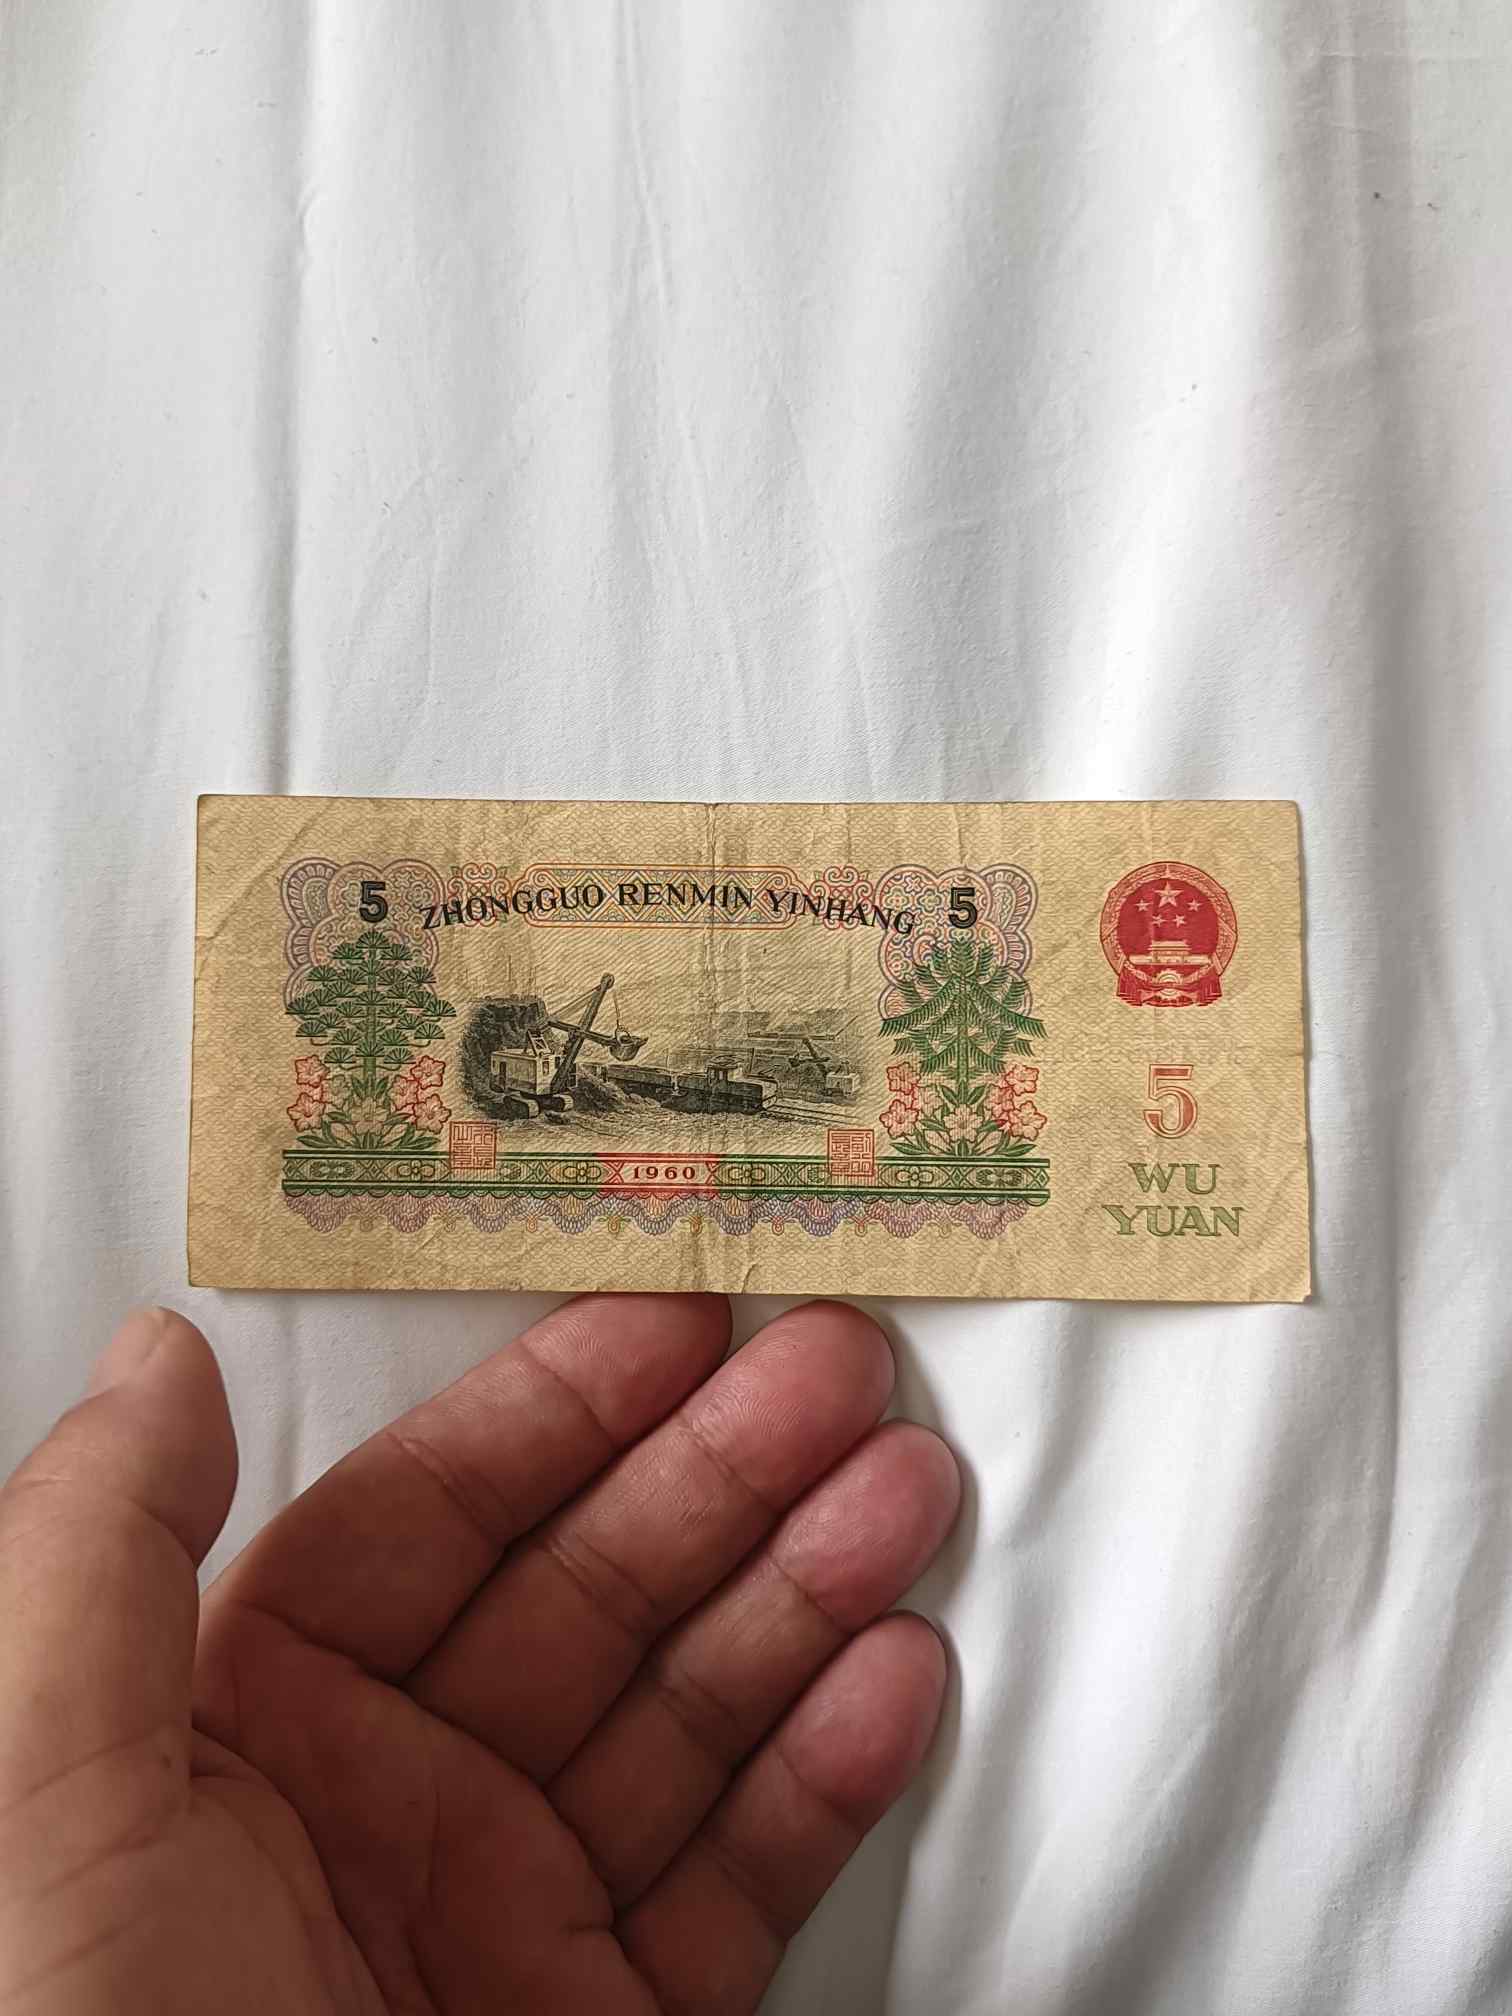 5 ZHONGGUO RENMIN YINHANG 5
1960
5
WU
YUAN